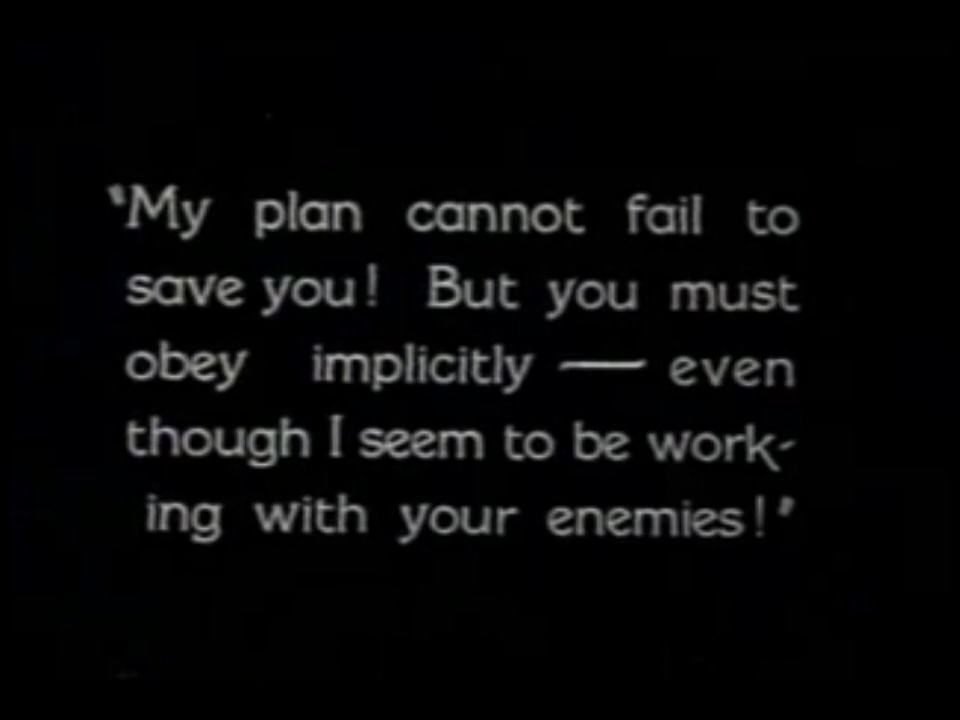 "My plan cannot fail to
save you! But you must
obey implicitly — even
though I seem to be work-
ing with your enemies!"